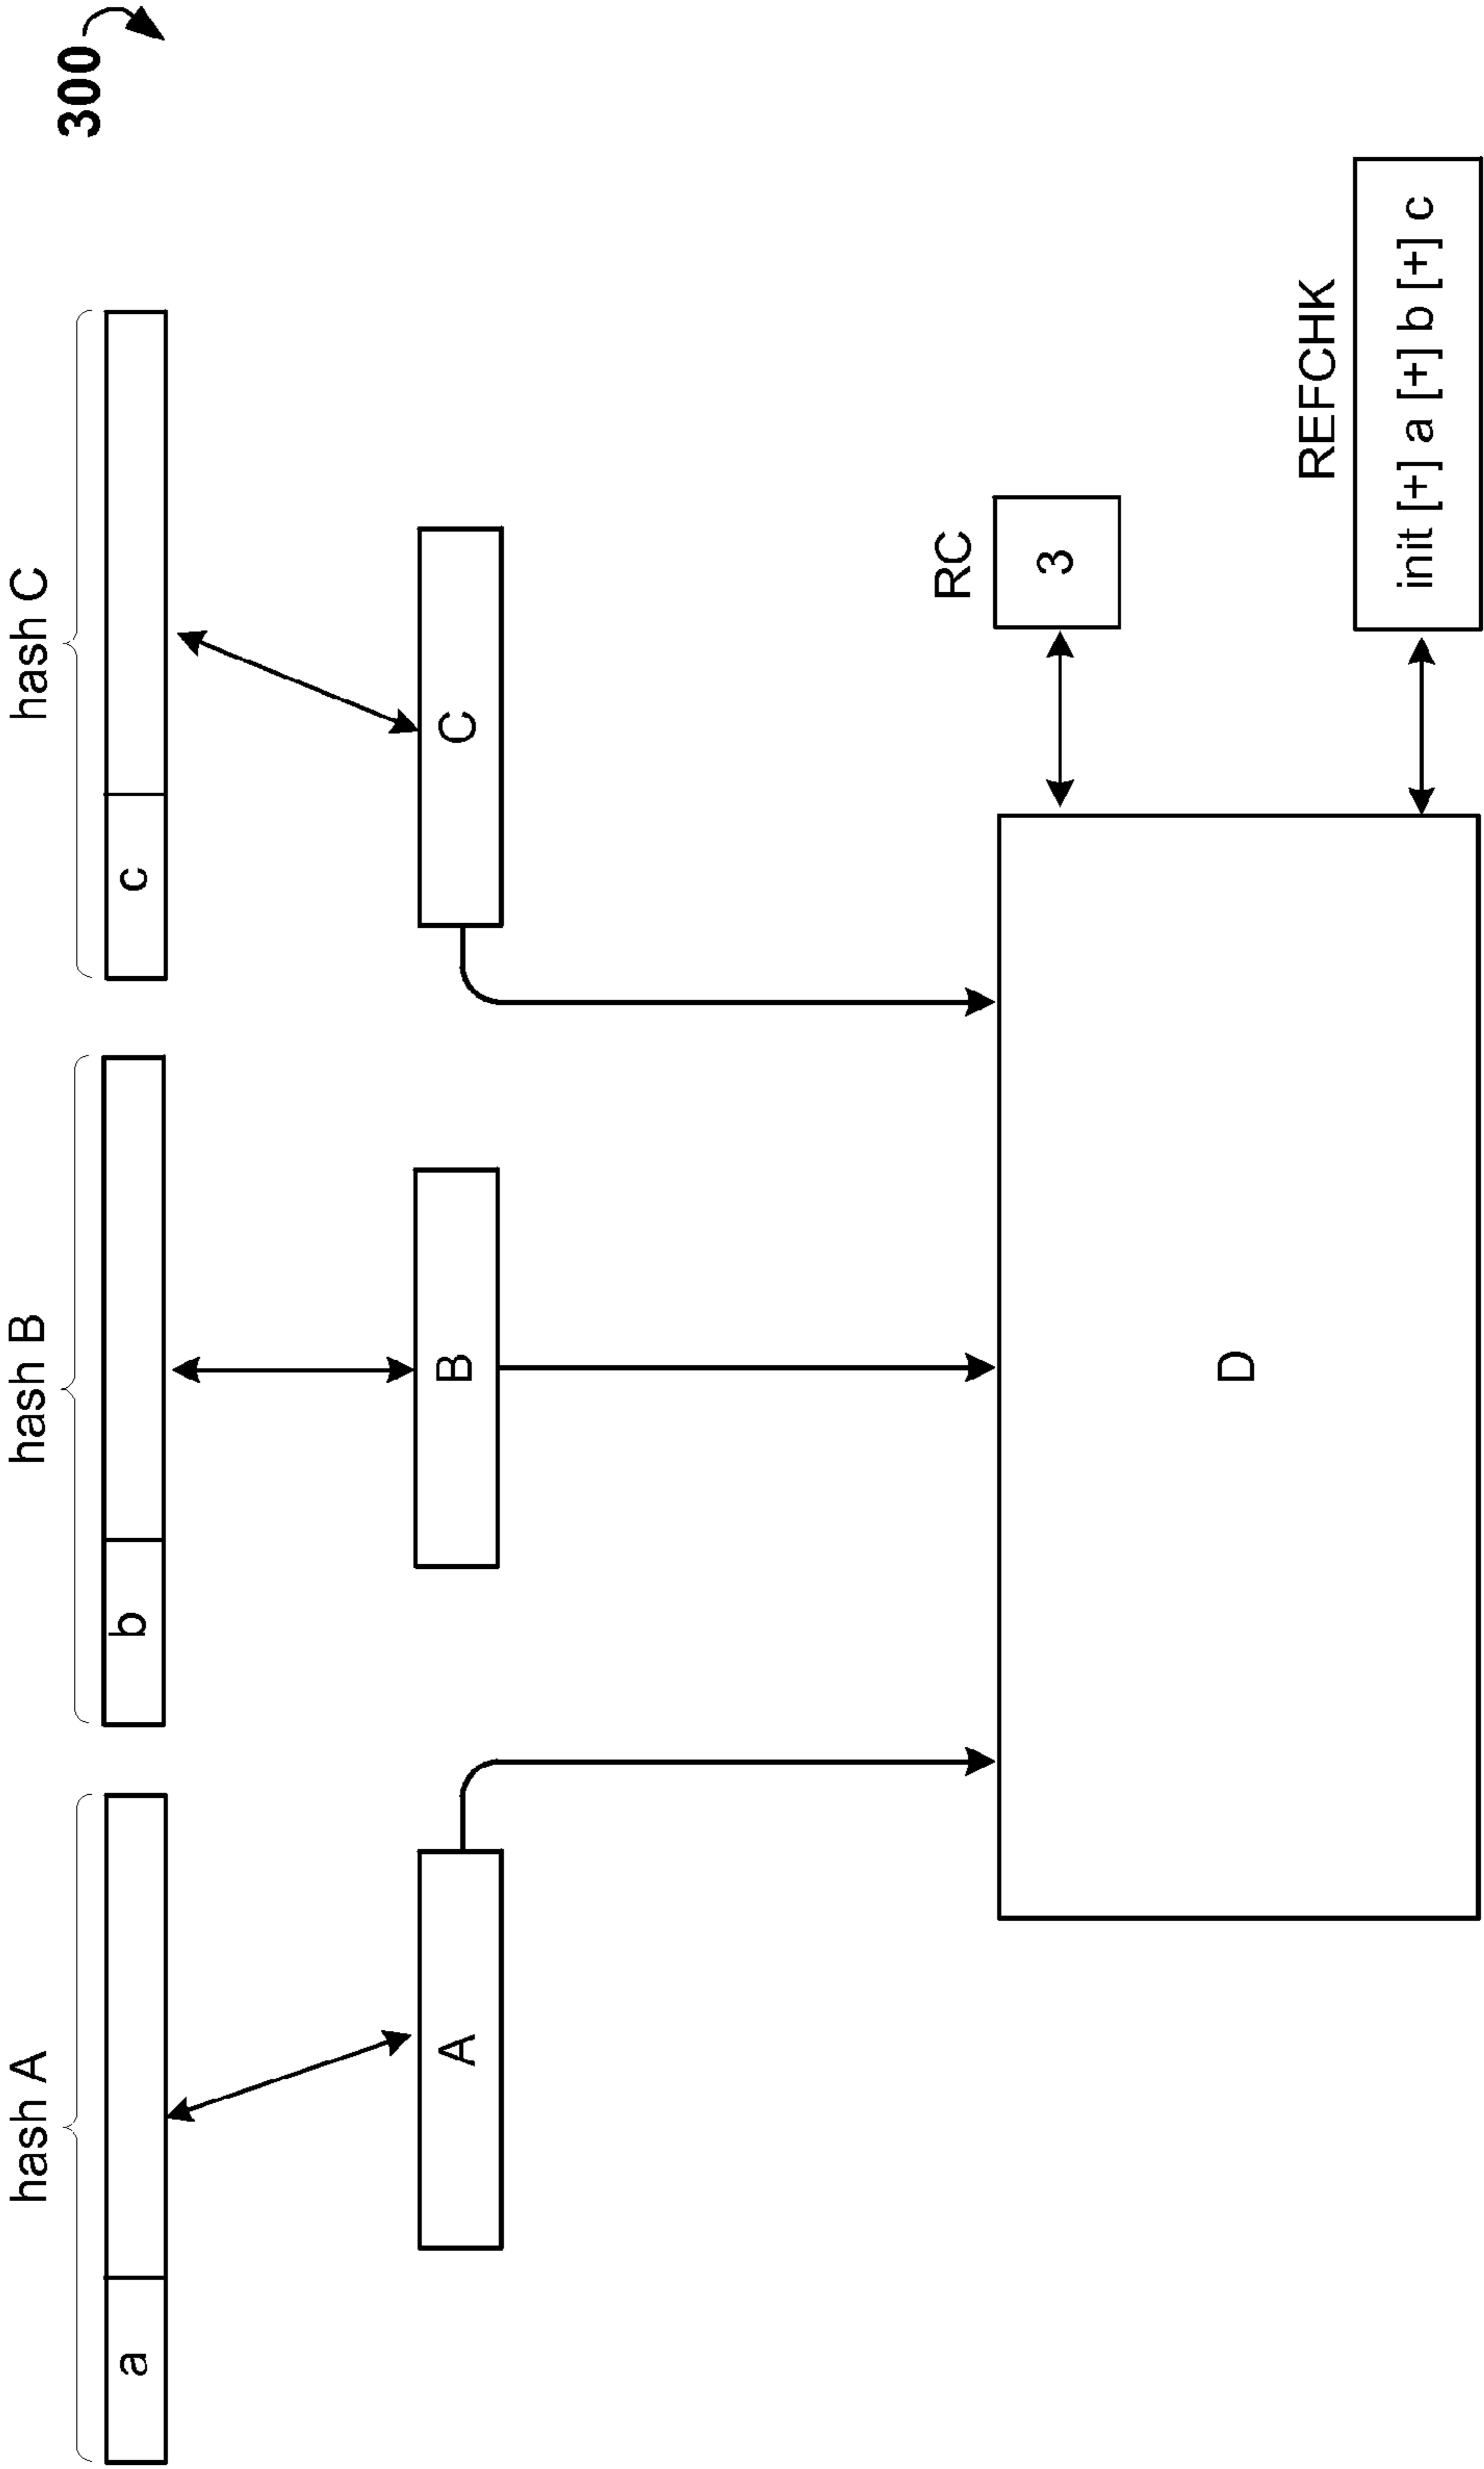 300
hash A
hash B
hash C
a
b
c
A
B
C
RC
3
D
REFCHK
init [+] a [+] b [+] c